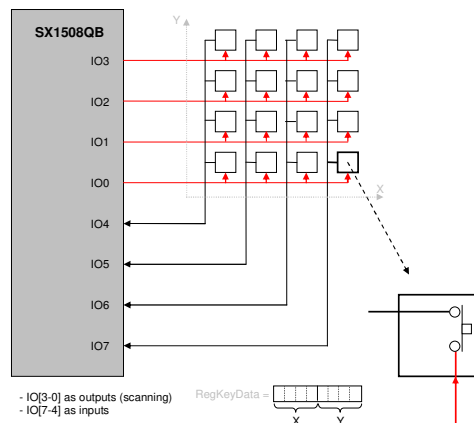 SX1508QB
Y
IO3
IO2
IO1
IO0
X
IO4
IO5
IO6
IO7
- IO[3-0] as outputs (scanning)
- IO[7-4] as inputs
RegKeyData =
X Y